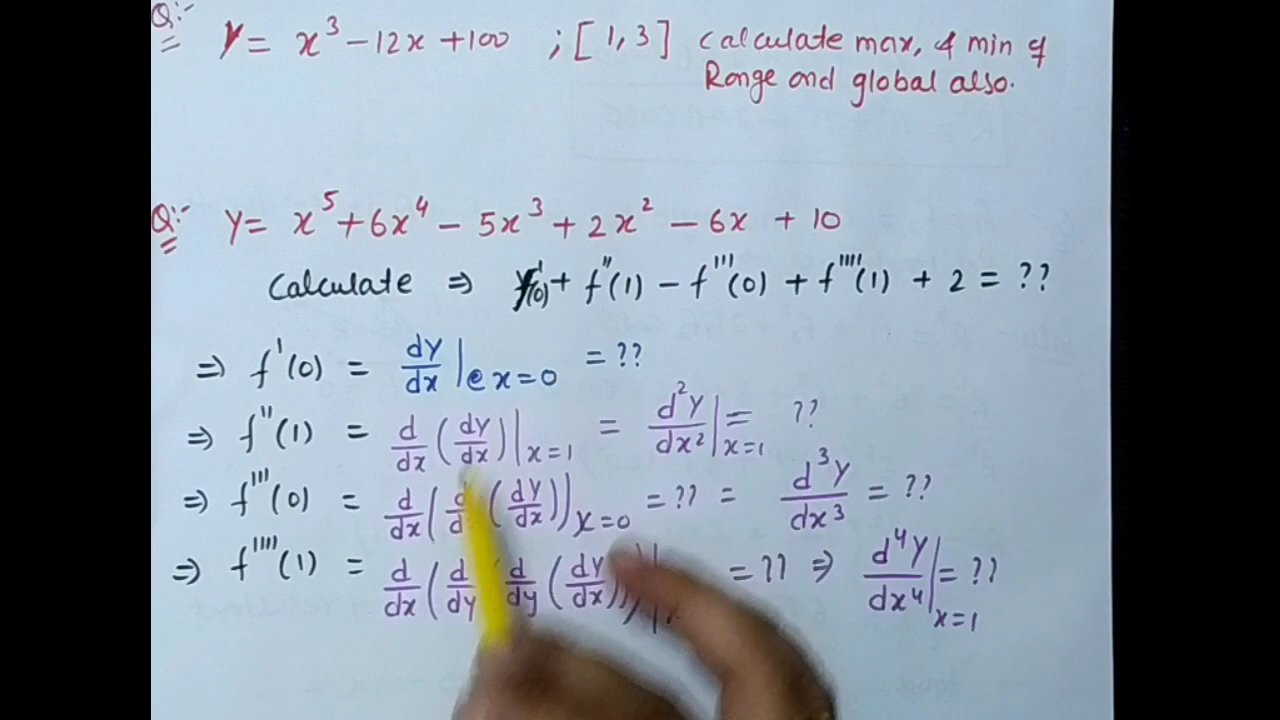 Q:-
y = x³ - 12x + 100 ; [1, 3] calculate max, & min of
Range and global also.
Q:-
y = x⁵ + 6x⁴ - 5x³ + 2x² - 6x + 10
Calculate ⇒ f'(0) + f''(1) - f'''(0) + f''''(1) + 2 = ??
⇒ f'(0) = dy/dx |@ x=0 = ??
⇒ f''(1) = d/dx (dy/dx)|x=1 = d²y/dx²|x=1 = ??
⇒ f'''(0) = d/dx (d/d (dy/dx))x=0 = ?? = d³y/dx³ = ??
⇒ f''''(1) = d/dx (d/dy d/dy (dy/dx))|x = ?? ⇒ d⁴y/dx⁴|x=1 = ??